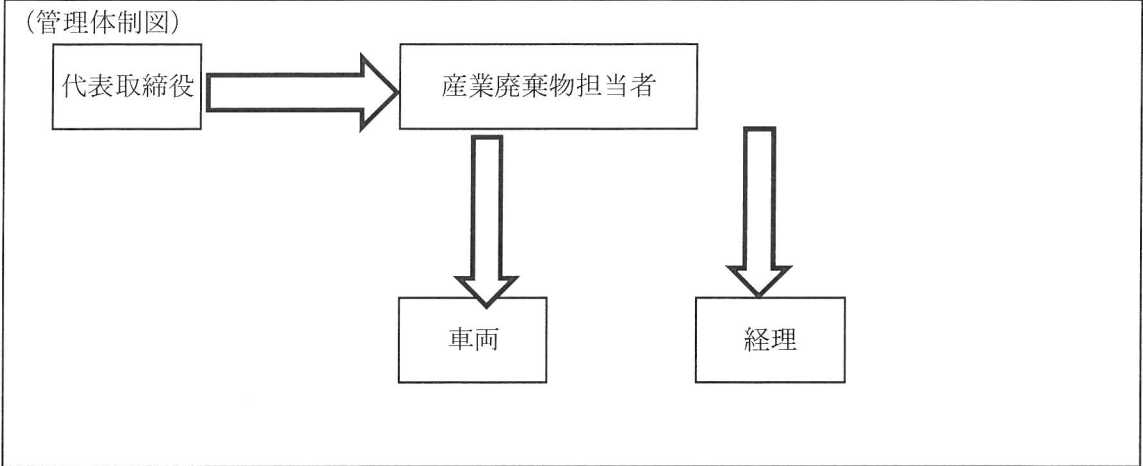 （管理体制図）
代表取締役
産業廃棄物担当者
車両
経理